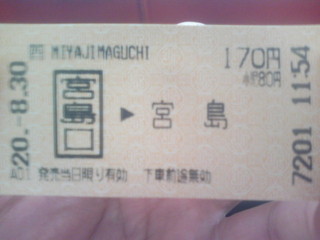 西 MIYAJIMAGUCHI 170円
宮島口 ▶ 宮島 小児80円
発売当日限り有効 下車前途無効
20.-8.30
7201 11:54